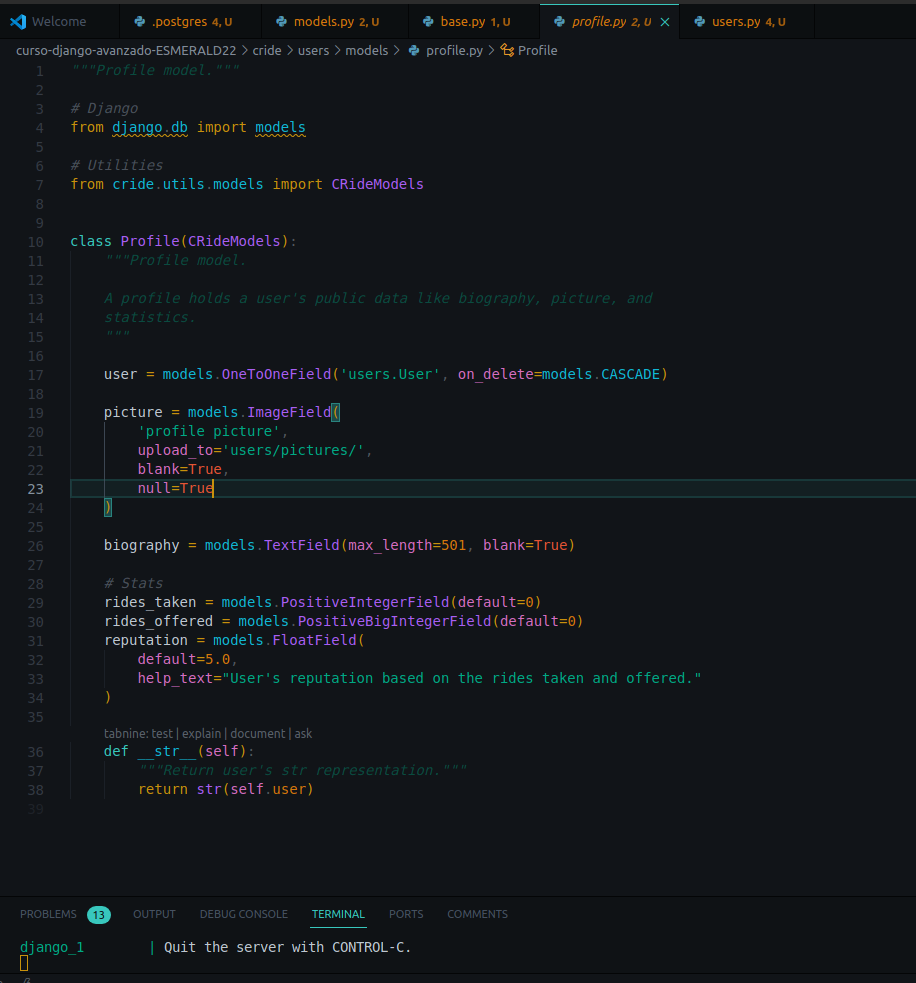 Welcome
.postgres 4, U
models.py 2, U
base.py 1, U
profile.py 2, U
users.py 4, U
curso-django-avanzado-ESMERALD22 > cride > users > models > profile.py > Profile
1 """Profile model."""
2
3 # Django
4 from django.db import models
5
6 # Utilities
7 from cride.utils.models import CRideModels
8
9
10 class Profile(CRideModels):
11 """Profile model.
12
13 A profile holds a user's public data like biography, picture, and
14 statistics.
15 """
16
17 user = models.OneToOneField('users.User', on_delete=models.CASCADE)
18
19 picture = models.ImageField(
20 'profile picture',
21 upload_to='users/pictures/',
22 blank=True,
23 null=True
24 )
25
26 biography = models.TextField(max_length=501, blank=True)
27
28 # Stats
29 rides_taken = models.PositiveIntegerField(default=0)
30 rides_offered = models.PositiveBigIntegerField(default=0)
31 reputation = models.FloatField(
32 default=5.0,
33 help_text="User's reputation based on the rides taken and offered."
34 )
35
tabnine: test | explain | document | ask
36 def __str__(self):
37 """Return user's str representation."""
38 return str(self.user)
39
PROBLEMS 13 OUTPUT DEBUG CONSOLE TERMINAL PORTS COMMENTS
django_1 | Quit the server with CONTROL-C.